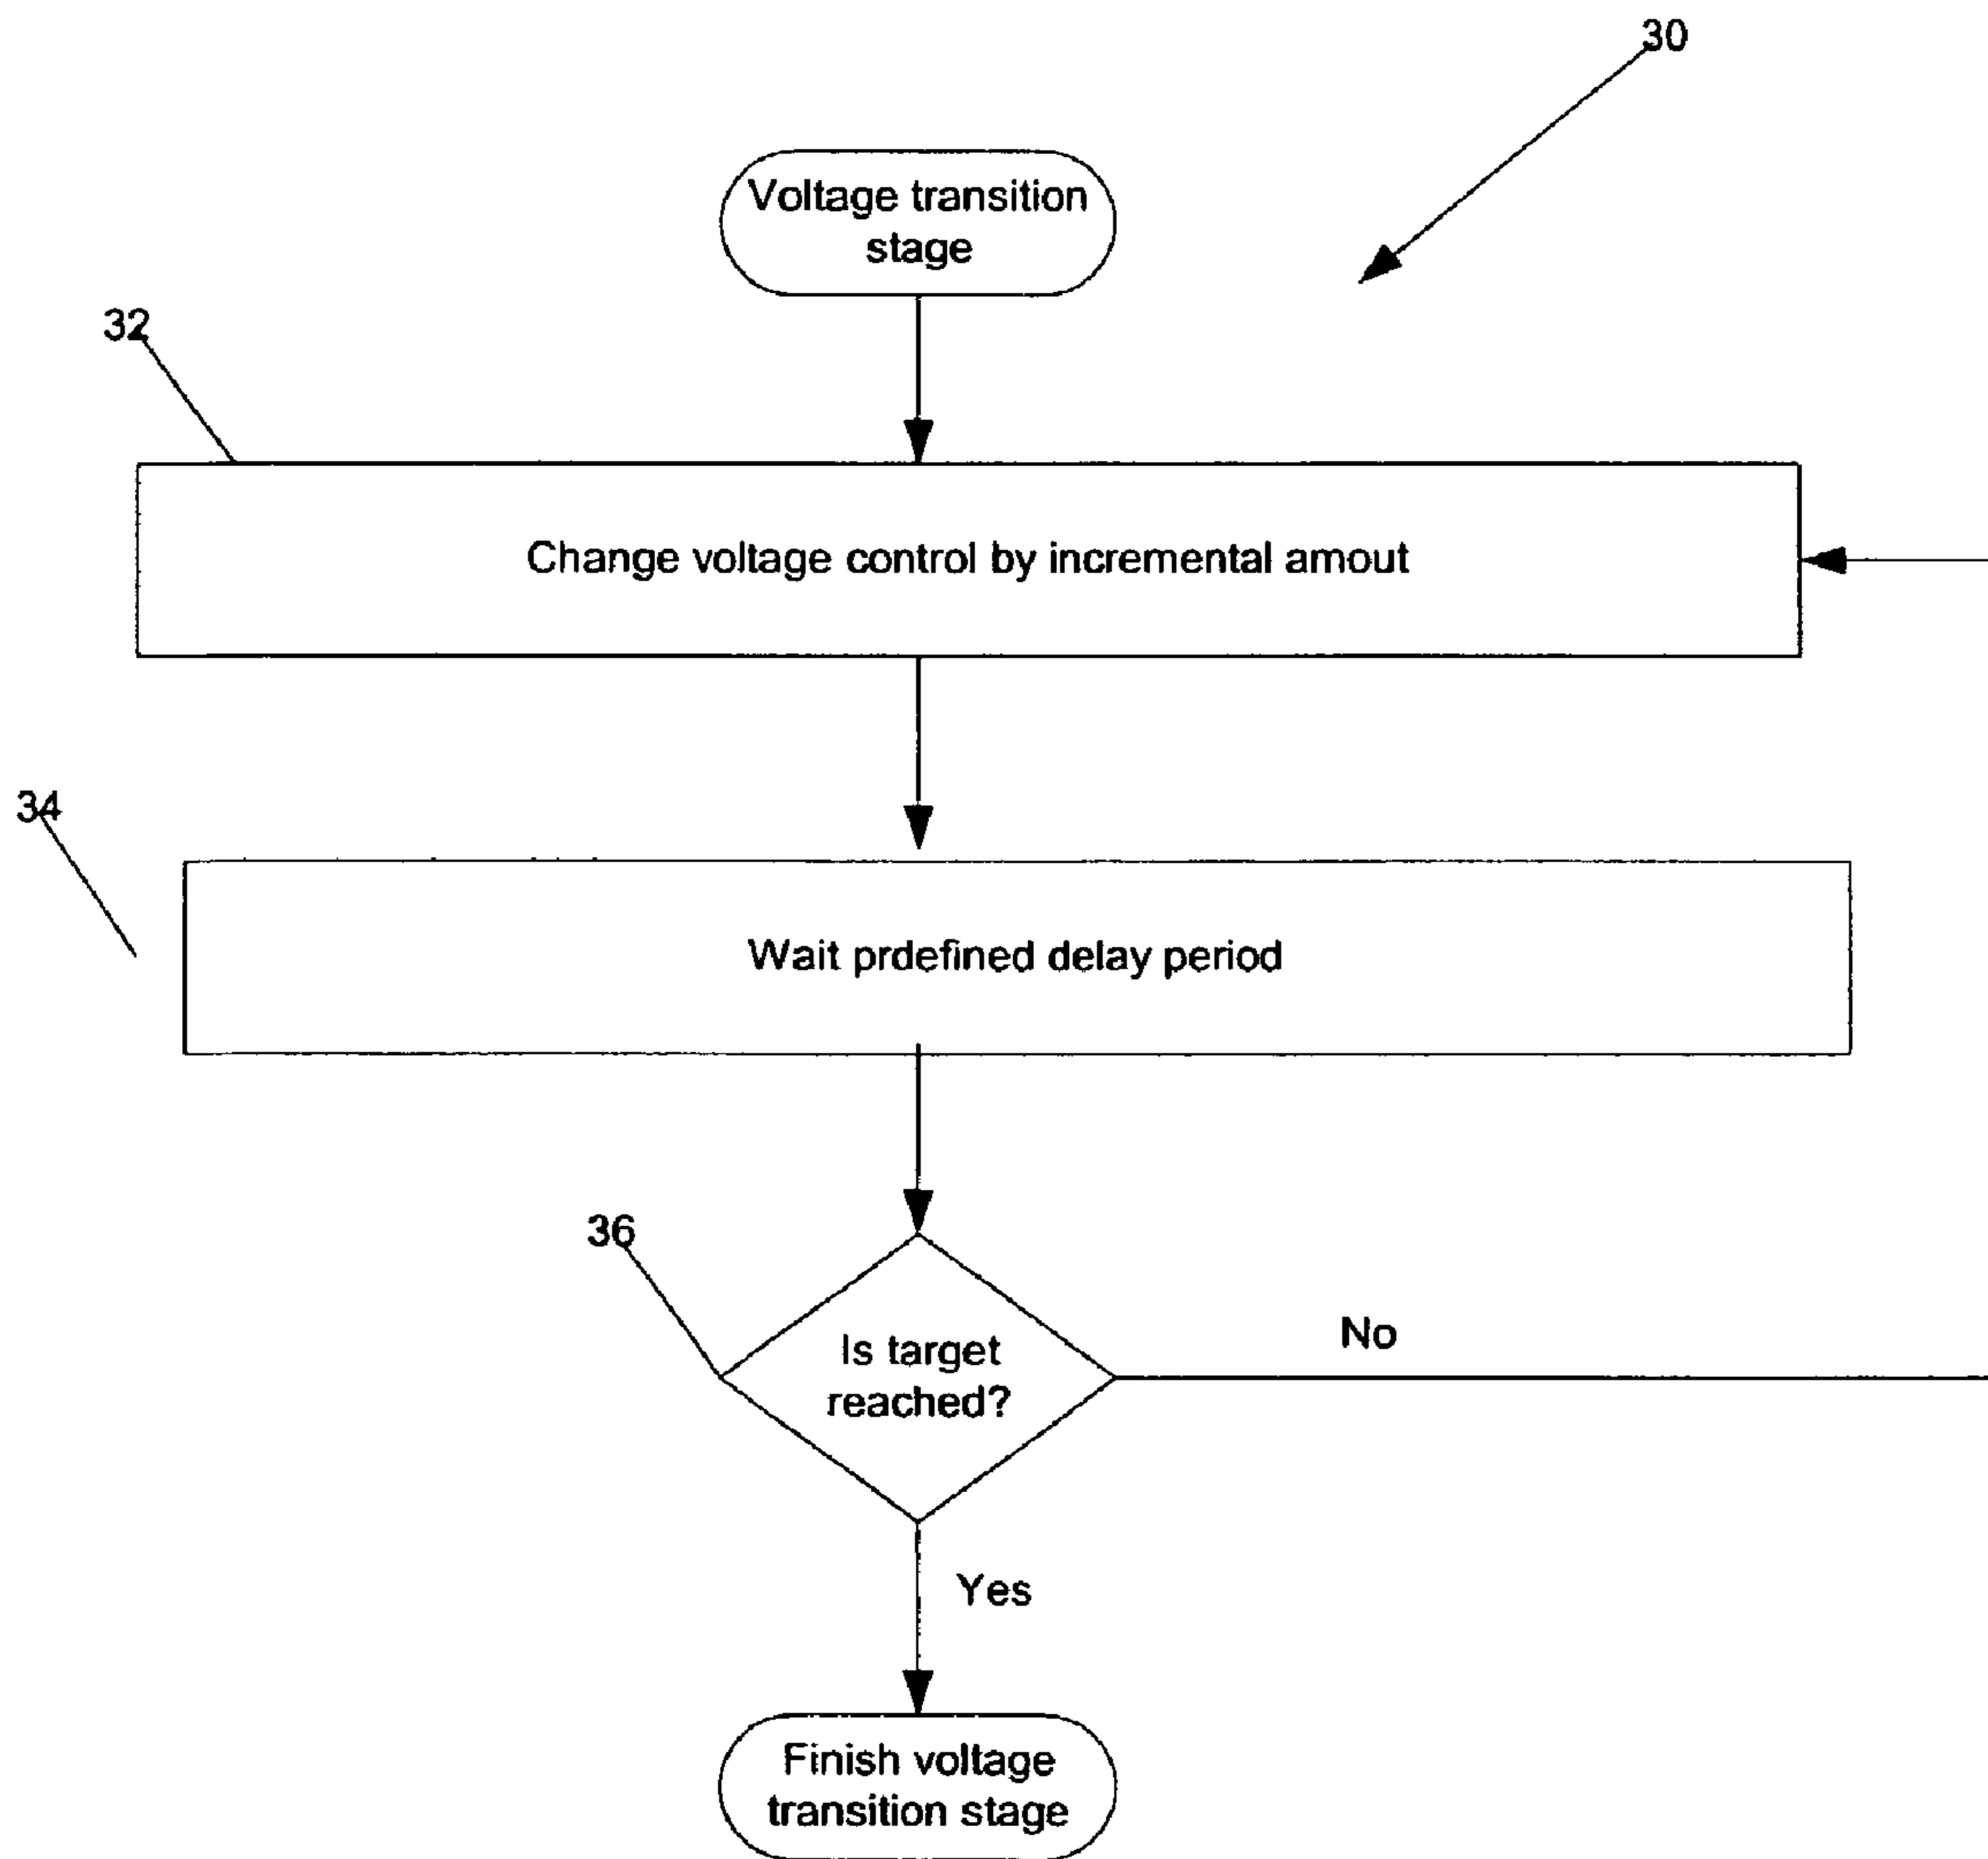 30
Voltage transition
stage
32
Change voltage control by incremental amout
34
Wait prdefined delay period
36
Is target
reached?
No
Yes
Finish voltage
transition stage